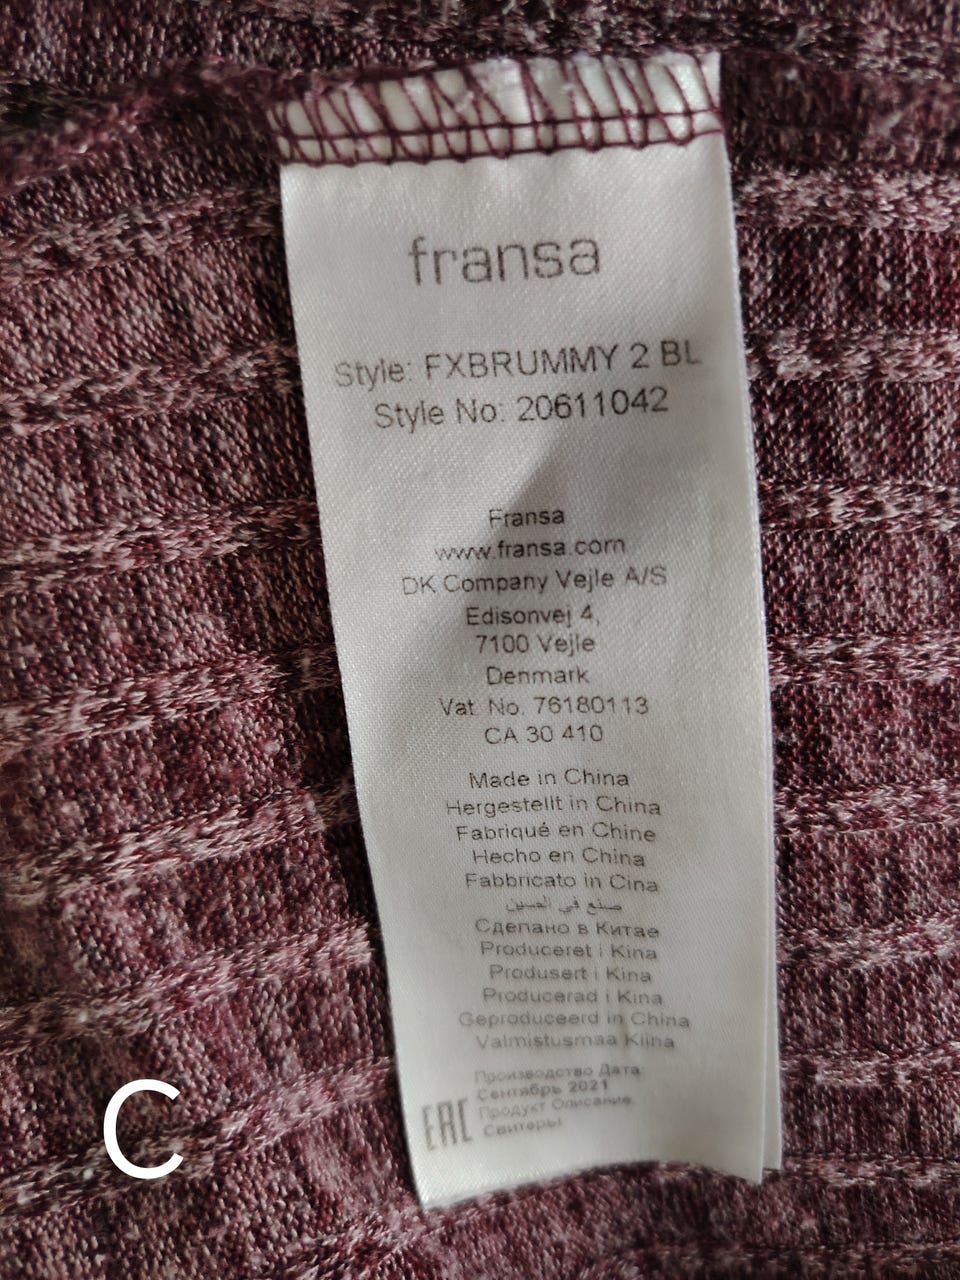 fransa
Style: FXBRUMMY 2 BL
Style No: 20611042
Fransa
www.fransa.com
DK Company Vejle A/S
Edisonvej 4,
7100 Vejle
Denmark
Vat. No. 76180113
CA 30 410
Made in China
Hergestellt in China
Fabriqué en Chine
Hecho en China
Fabbricato in Cina
صنع في الصين
Сделано в Китае
Produceret i Kina
Produsert i Kina
Producerad i Kina
Geproduceerd in China
Valmistusmaa Kiina
Производство Дата
Сентябрь 2021
Продукт Описание
Свитеры
EAC
C